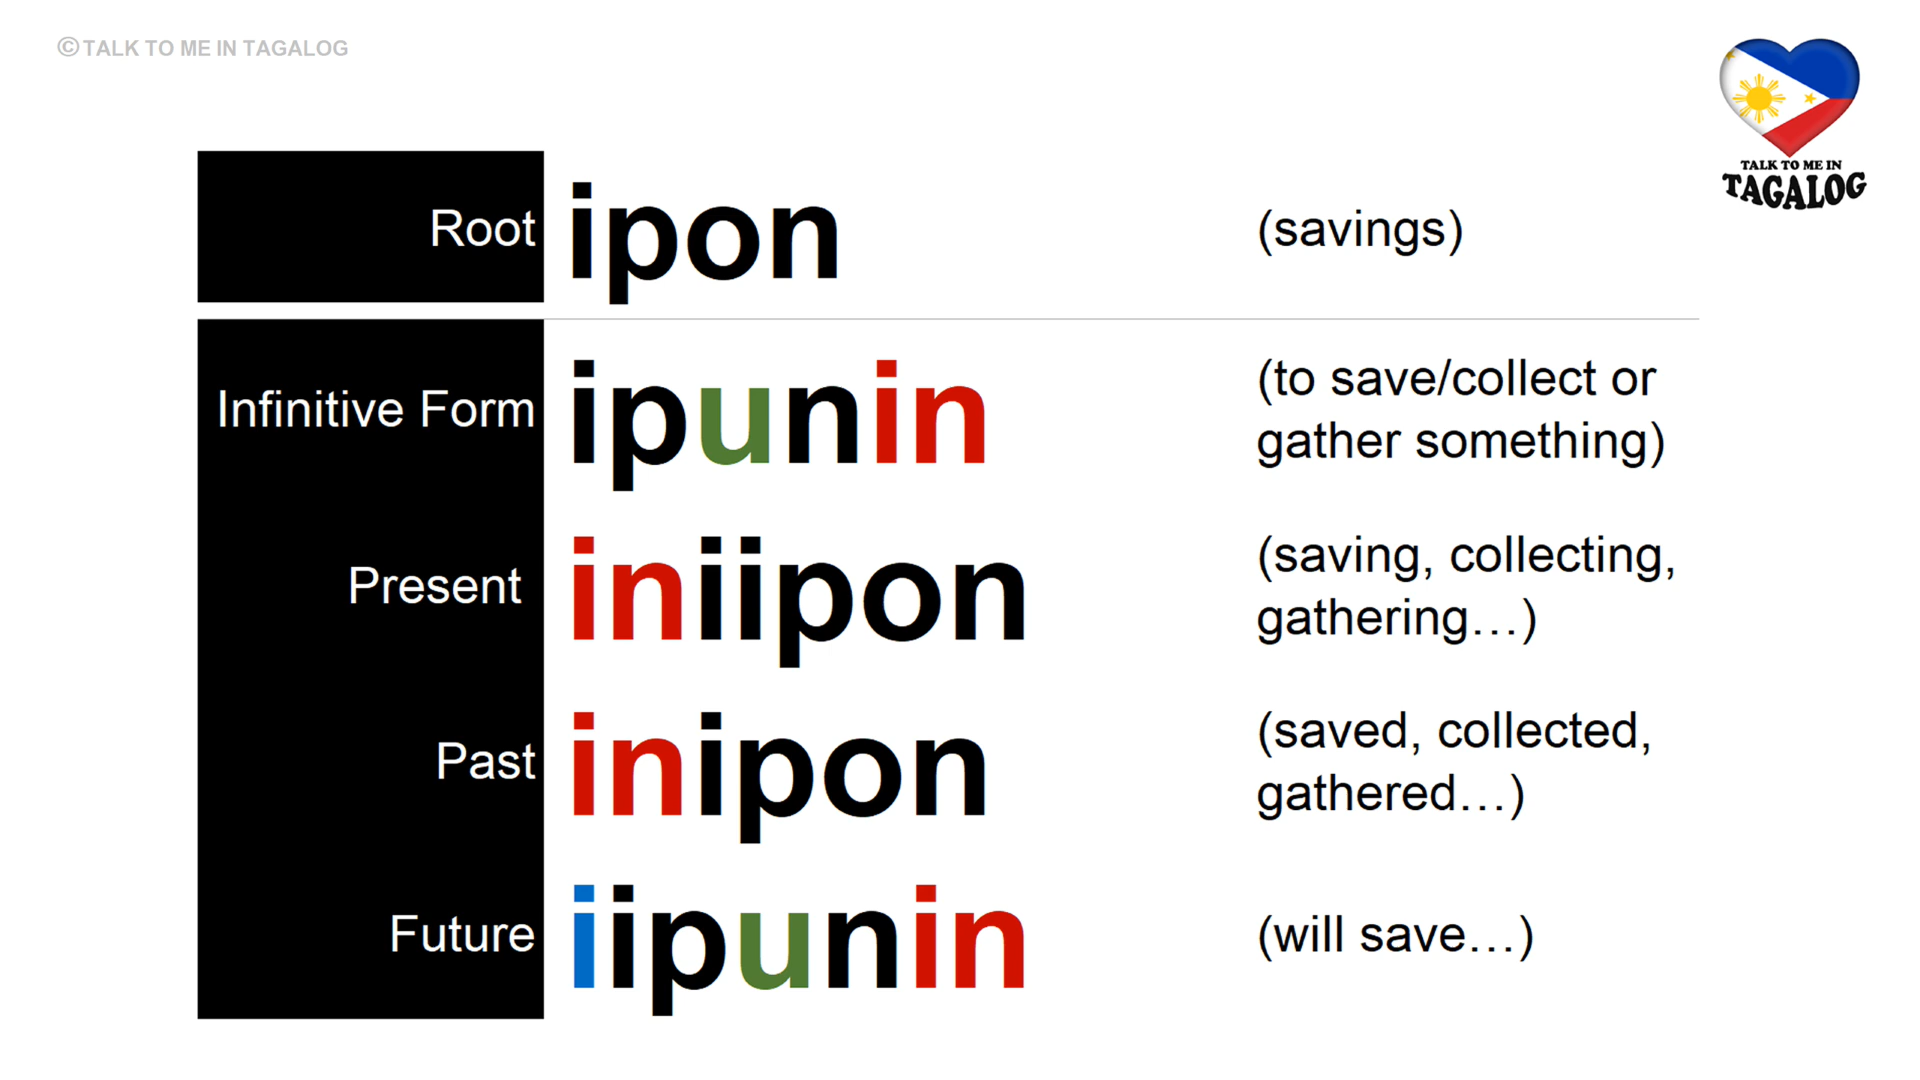 © TALK TO ME IN TAGALOG
TALK TO ME IN
TAGALOG
Root ipon (savings)
Infinitive Form ipunin (to save/collect or
gather something)
Present iniipon (saving, collecting,
gathering…)
Past inipon (saved, collected,
gathered…)
Future iipunin (will save…)